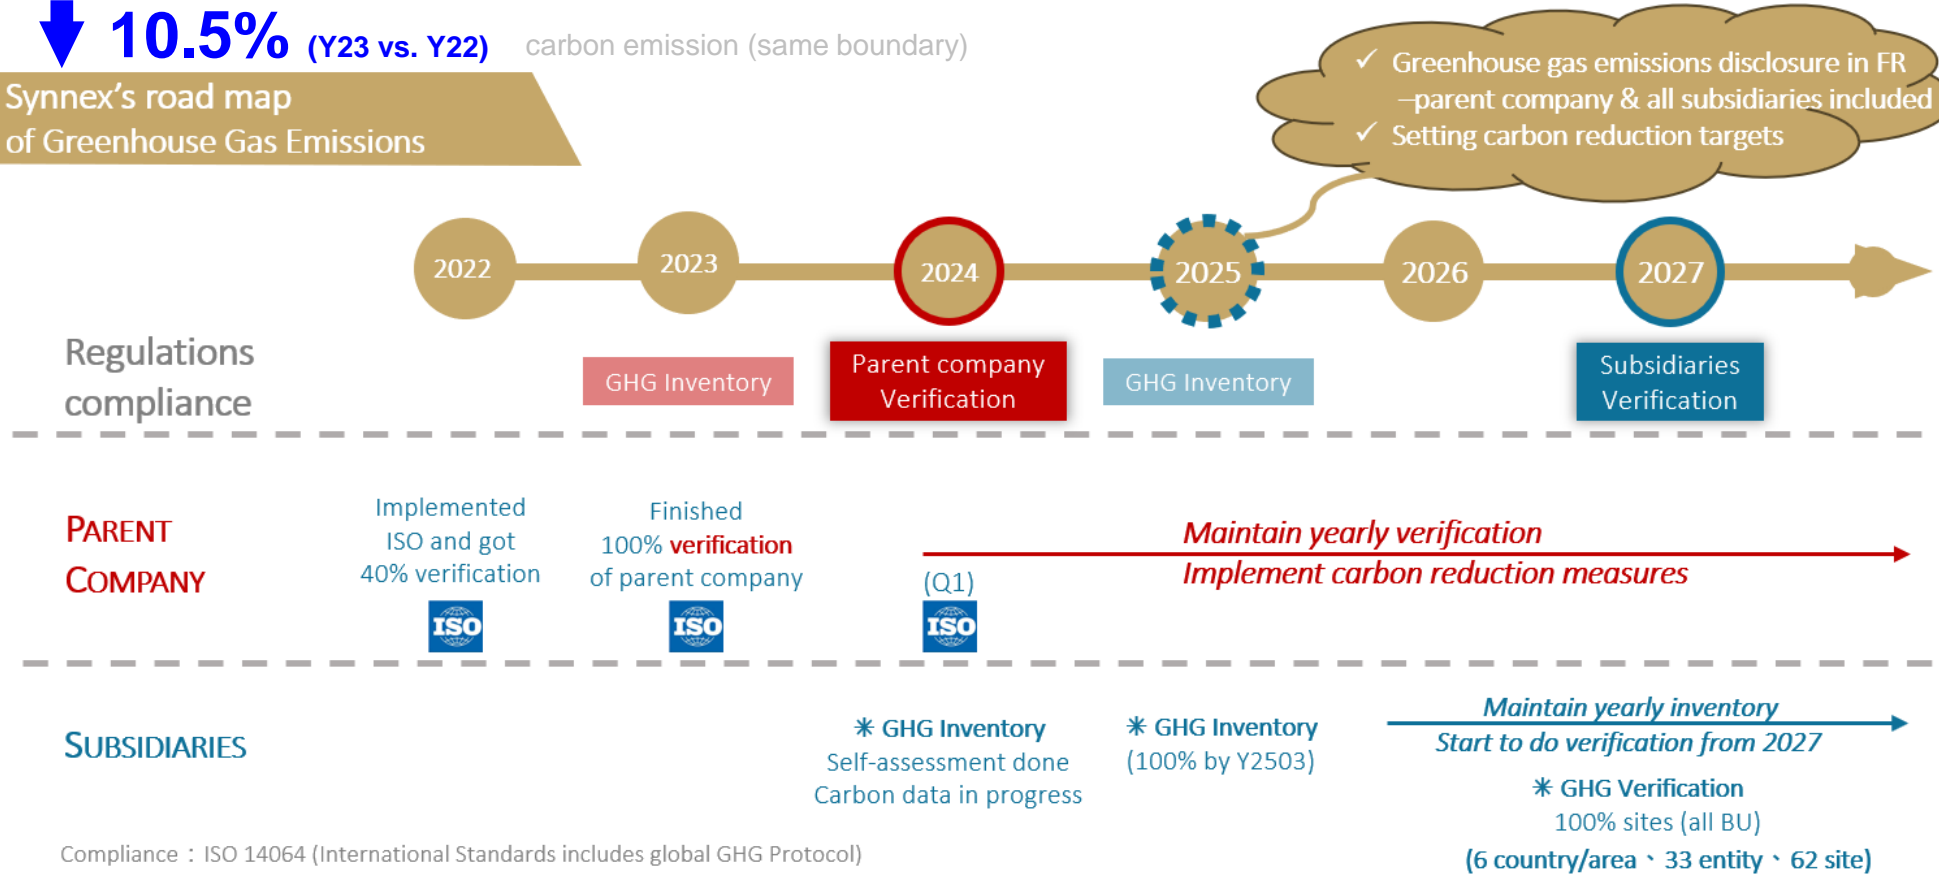 10.5% (Y23 vs. Y22) carbon emission (same boundary)
Synnex's road map
of Greenhouse Gas Emissions
✓ Greenhouse gas emissions disclosure in FR
–parent company & all subsidiaries included
✓ Setting carbon reduction targets
2022
2023
2024
2025
2026
2027
Regulations
compliance
GHG Inventory
Parent company
Verification
GHG Inventory
Subsidiaries
Verification
PARENT
COMPANY
Implemented
ISO and got
40% verification
ISO
Finished
100% verification
of parent company
ISO
(Q1)
ISO
Maintain yearly verification
Implement carbon reduction measures
SUBSIDIARIES
✳ GHG Inventory
Self-assessment done
Carbon data in progress
✳ GHG Inventory
(100% by Y2503)
Maintain yearly inventory
Start to do verification from 2027
✳ GHG Verification
100% sites (all BU)
(6 country/area、33 entity、62 site)
Compliance：ISO 14064 (International Standards includes global GHG Protocol)